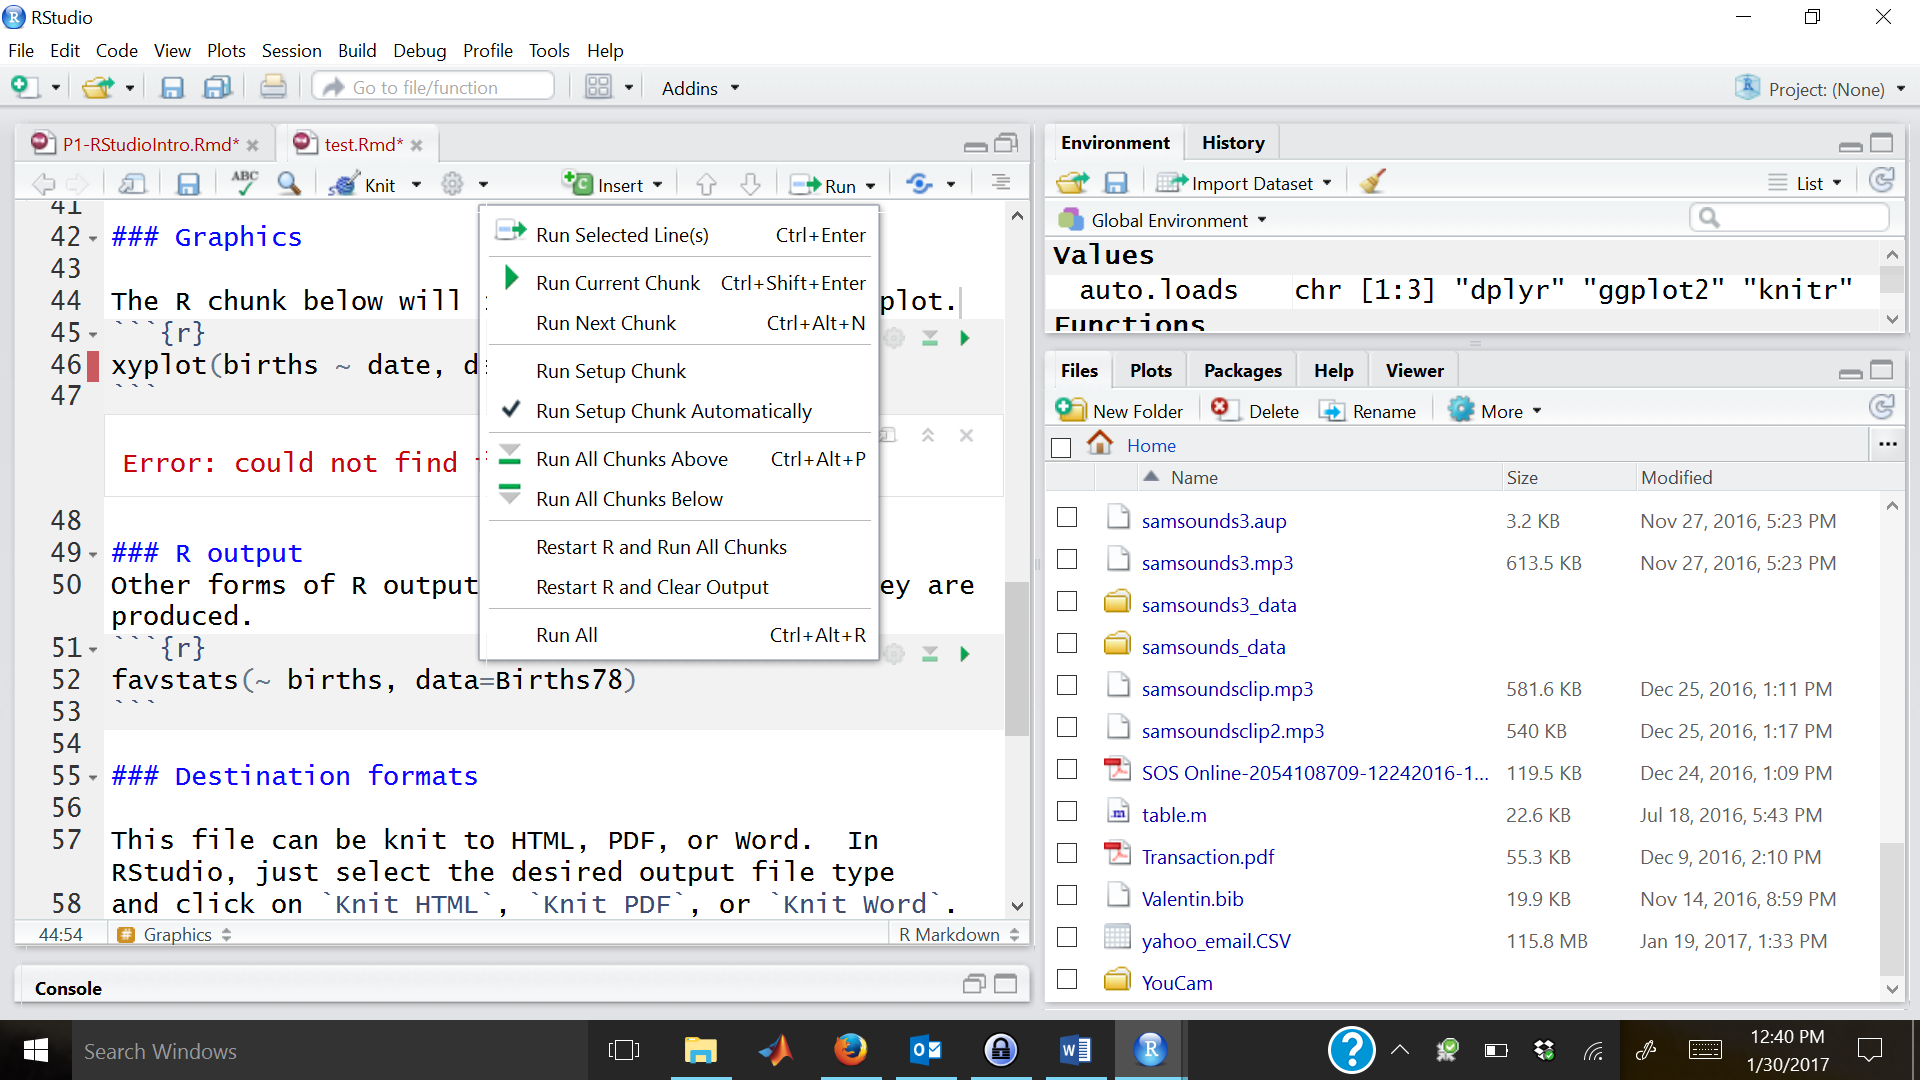 RStudio
File Edit Code View Plots Session Build Debug Profile Tools Help
Go to file/function
Addins
Project: (None)
P1-RStudioIntro.Rmd*
test.Rmd*
ABC
Knit
Insert
Run
41
42 ### Graphics
43
44 The R chunk below will plot.
45 ```{r}
46 xyplot(births ~ date,
47 ```
Error: could not find
48
49 ### R output
50 Other forms of R output ey are
produced.
51 ```{r}
52 favstats(~ births, data=Births78)
53 ```
54
55 ### Destination formats
56
57 This file can be knit to HTML, PDF, or Word.  In
RStudio, just select the desired output file type
58 and click on `Knit HTML`, `Knit PDF`, or `Knit Word`.
44:54 # Graphics R Markdown
Console
Run Selected Line(s) Ctrl+Enter
Run Current Chunk Ctrl+Shift+Enter
Run Next Chunk Ctrl+Alt+N
Run Setup Chunk
Run Setup Chunk Automatically
Run All Chunks Above Ctrl+Alt+P
Run All Chunks Below
Restart R and Run All Chunks
Restart R and Clear Output
Run All Ctrl+Alt+R
Environment History
Import Dataset List
Global Environment
Values
auto.loads chr [1:3] "dplyr" "ggplot2" "knitr"
Functions
Files Plots Packages Help Viewer
New Folder Delete Rename More
Home ...
Name Size Modified
samsounds3.aup 3.2 KB Nov 27, 2016, 5:23 PM
samsounds3.mp3 613.5 KB Nov 27, 2016, 5:23 PM
samsounds3_data
samsounds_data
samsoundsclip.mp3 581.6 KB Dec 25, 2016, 1:11 PM
samsoundsclip2.mp3 540 KB Dec 25, 2016, 1:17 PM
SOS Online-2054108709-12242016-1... 119.5 KB Dec 24, 2016, 1:09 PM
table.m 22.6 KB Jul 18, 2016, 5:43 PM
Transaction.pdf 55.3 KB Dec 9, 2016, 2:10 PM
Valentin.bib 19.9 KB Nov 14, 2016, 8:59 PM
yahoo_email.CSV 115.8 MB Jan 19, 2017, 1:33 PM
YouCam
Search Windows
12:40 PM
1/30/2017